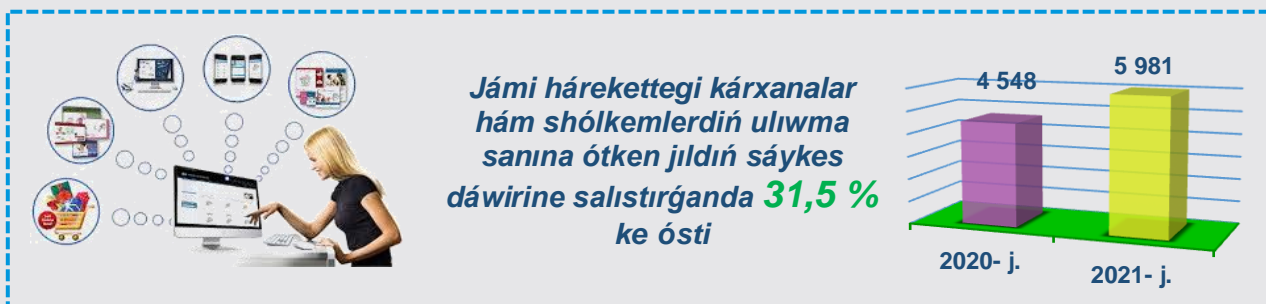 Jámi hárekettegi kárxanalar
hám shólkemlerdiń ulıwma
sanına ótken jıldıń sáykes
dáwirine salıstırǵanda 31,5 %
ke ósti
4 548
5 981
2020- j.
2021- j.